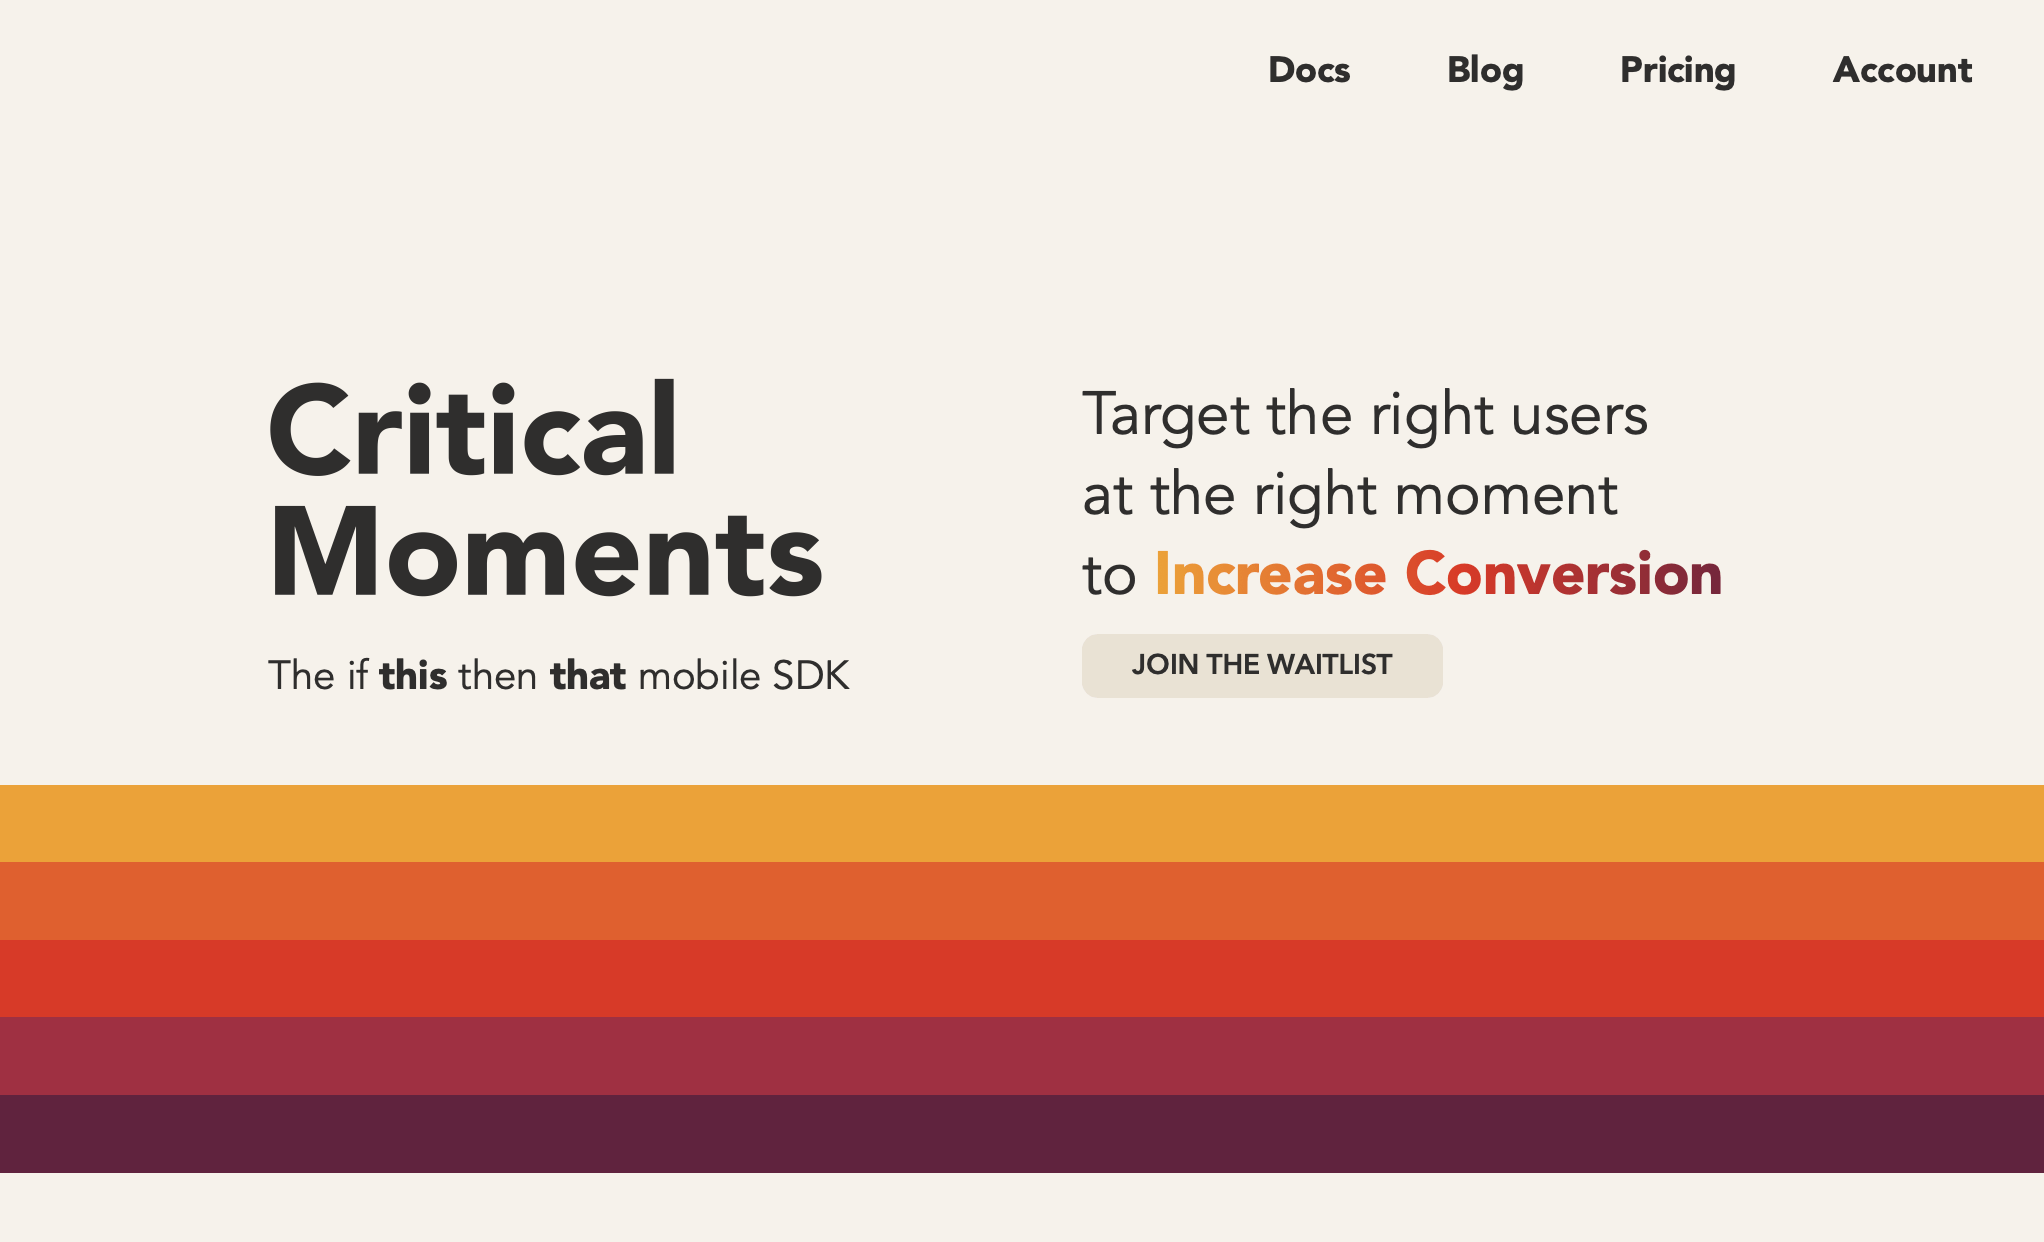 Docs
Blog
Pricing
Account
Critical
Moments
The if this then that mobile SDK
Target the right users
at the right moment
to Increase Conversion
JOIN THE WAITLIST